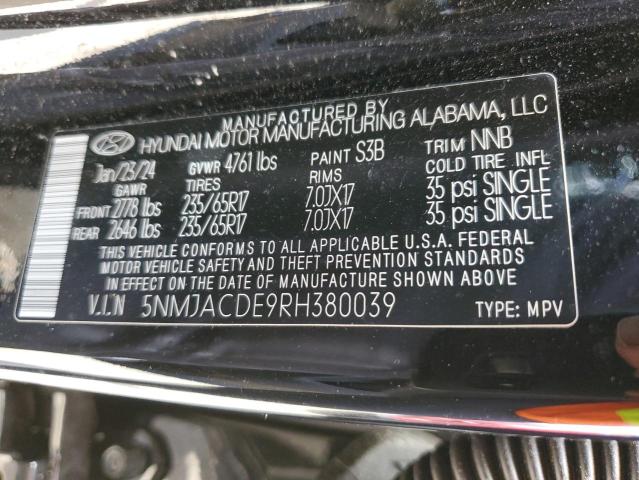 MANUFACTURED BY
HYUNDAI MOTOR MANUFACTURING ALABAMA, LLC
Jan/23/24 GVWR 4761 lbs PAINT S3B TRIM NNB
GAWR TIRES RIMS COLD TIRE INFL
FRONT 2778 lbs 235/65R17 7.0JX17 35 psi SINGLE
REAR 2646 lbs 235/65R17 7.0JX17 35 psi SINGLE
THIS VEHICLE CONFORMS TO ALL APPLICABLE U.S.A. FEDERAL
MOTOR VEHICLE SAFETY AND THEFT PREVENTION STANDARDS
IN EFFECT ON THE DATE OF MANUFACTURE SHOWN ABOVE
V.I.N 5NMJACDE9RH380039 TYPE: MPV